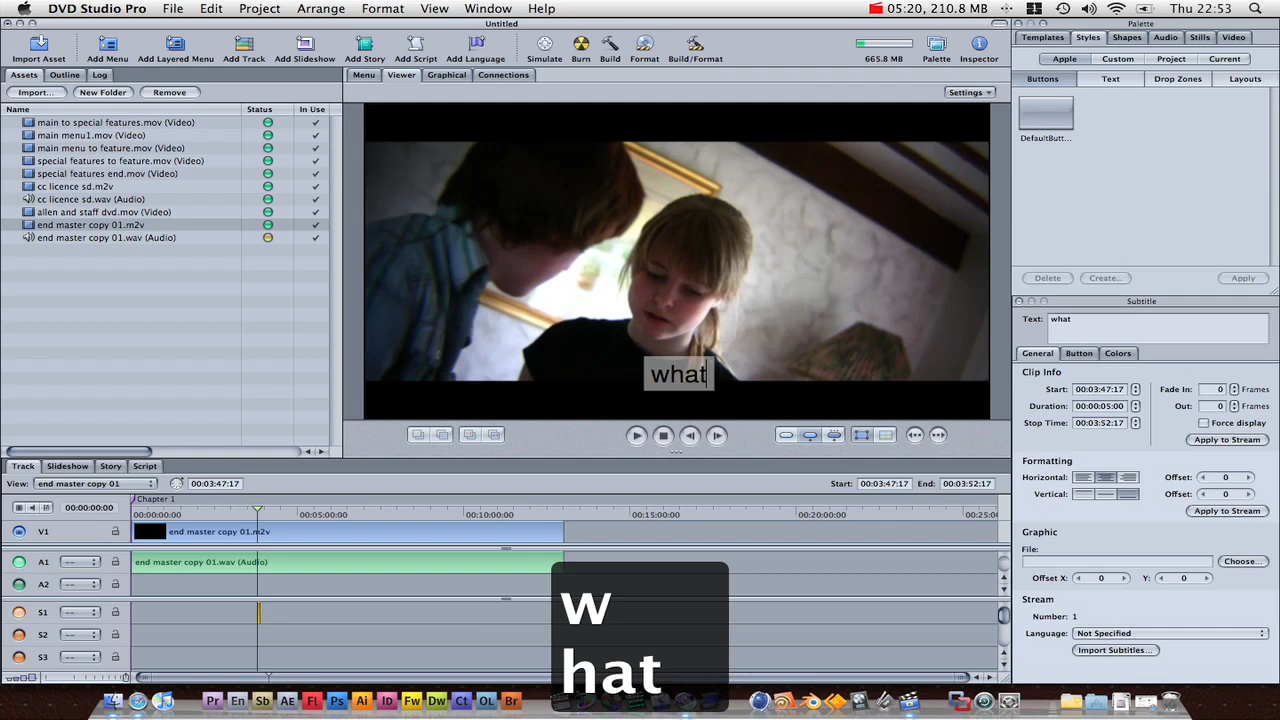 DVD Studio Pro File Edit Project Arrange Format View Window Help 05:20, 210.8 MB Thu 22:53
Untitled
Import Asset Add Menu Add Layered Menu Add Track Add Slideshow Add Story Add Script Add Language Simulate Burn Build Format Build/Format 665.8 MB Palette Inspector
Assets Outline Log
Import... New Folder Remove
Name Status In Use
main to special features.mov (Video)
main menu1.mov (Video)
main menu to feature.mov (Video)
special features to feature.mov (Video)
special features end.mov (Video)
cc licence sd.m2v
cc licence sd.wav (Audio)
allen and staff dvd.mov (Video)
end master copy 01.m2v
end master copy 01.wav (Audio)
Menu Viewer Graphical Connections
Settings
what
Palette
Templates Styles Shapes Audio Stills Video
Apple Custom Project Current
Buttons Text Drop Zones Layouts
DefaultButt...
Delete Create... Apply
Subtitle
Text: what
General Button Colors
Clip Info
Start: 00:03:47:17 Fade In: 0 Frames
Duration: 00:00:05:00 Out: 0 Frames
Stop Time: 00:03:52:17 Force display
Apply to Stream
Formatting
Horizontal: Offset: 0
Vertical: Offset: 0
Apply to Stream
Graphic
File:
Choose...
Offset X: 0 Y: 0
Stream
Number: 1
Language: Not Specified
Import Subtitles...
Track Slideshow Story Script
View: end master copy 01 00:03:47:17 Start: 00:03:47:17 End: 00:03:52:17
Chapter 1
00:00:00:00 00:00:00:00 00:05:00:00 00:10:00:00 00:15:00:00 00:20:00:00 00:25:0
V1 end master copy 01.m2v
A1 -- end master copy 01.wav (Audio)
A2 --
S1 --
S2 --
S3 --
w
hat
Pr En Sb AE Fl Ps Ai Id Fw Dw Ct OL Br